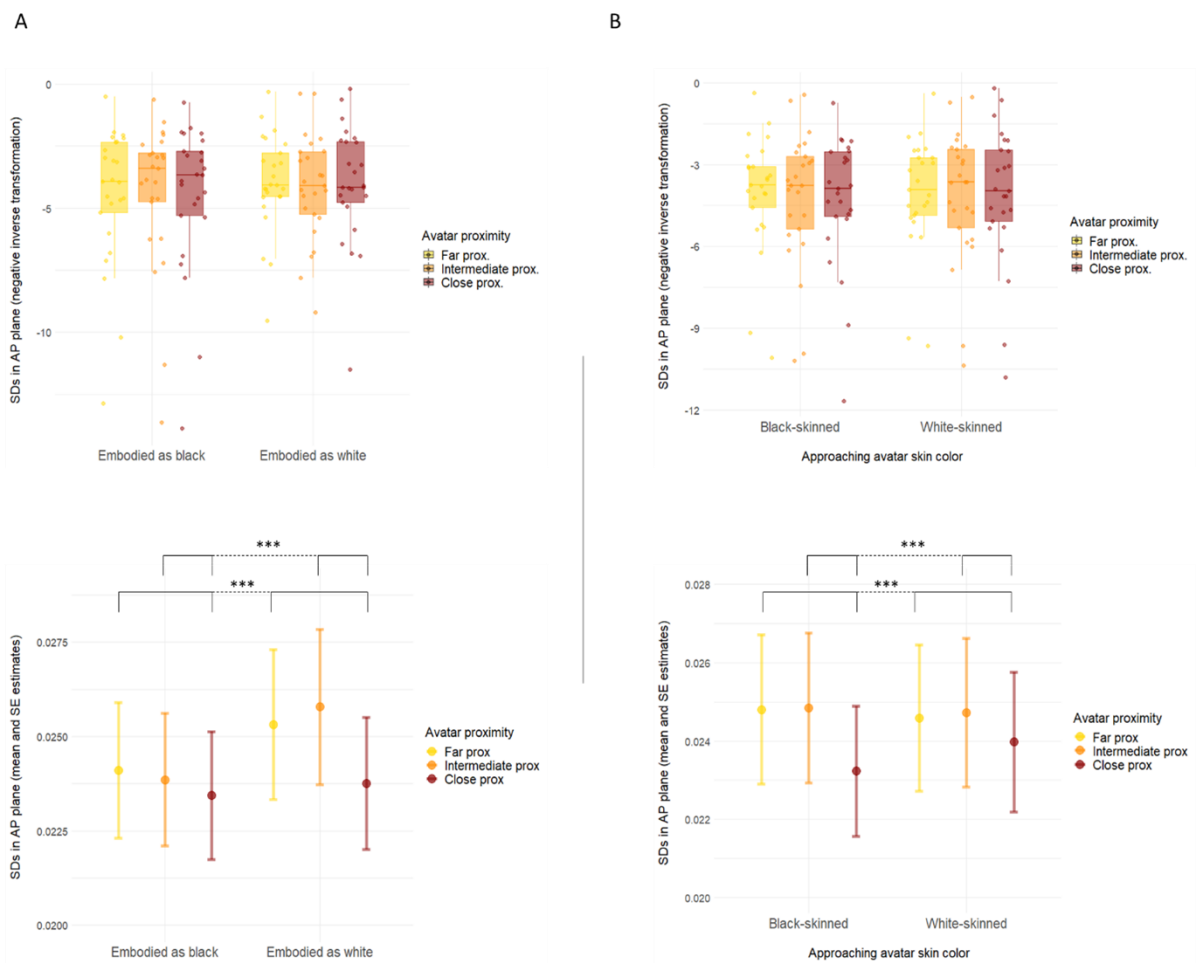 A
SDs in AP plane (negative inverse transformation)
0
-5
-10
Embodied as black
Embodied as white
Avatar proximity
Far prox.
Intermediate prox.
Close prox.
B
SDs in AP plane (negative inverse transformation)
0
-3
-6
-9
-12
Black-skinned
White-skinned
Approaching avatar skin color
Avatar proximity
Far prox.
Intermediate prox.
Close prox.
***
***
SDs in AP plane (mean and SE estimates)
0.0275
0.0250
0.0225
0.0200
Embodied as black
Embodied as white
Avatar proximity
Far prox
Intermediate prox
Close prox
***
***
SDs in AP plane (mean and SE estimates)
0.028
0.026
0.024
0.022
0.020
Black-skinned
White-skinned
Approaching avatar skin color
Avatar proximity
Far prox
Intermediate prox
Close prox